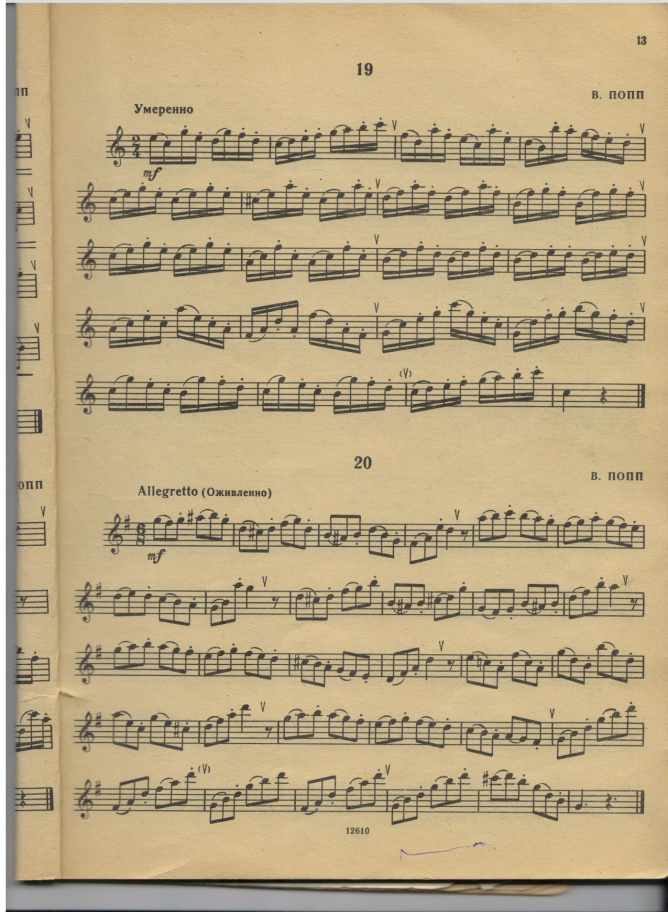 13
19
В. ПОПП
Умеренно
mf
20
В. ПОПП
Allegretto (Оживленно)
mf
12610